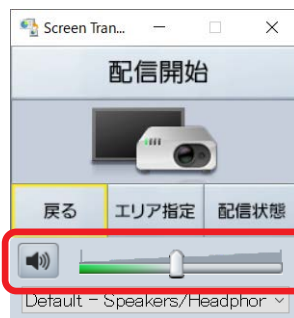 Screen Tran...
配信開始
戻る エリア指定 配信状態
Default - Speakers/Headphor